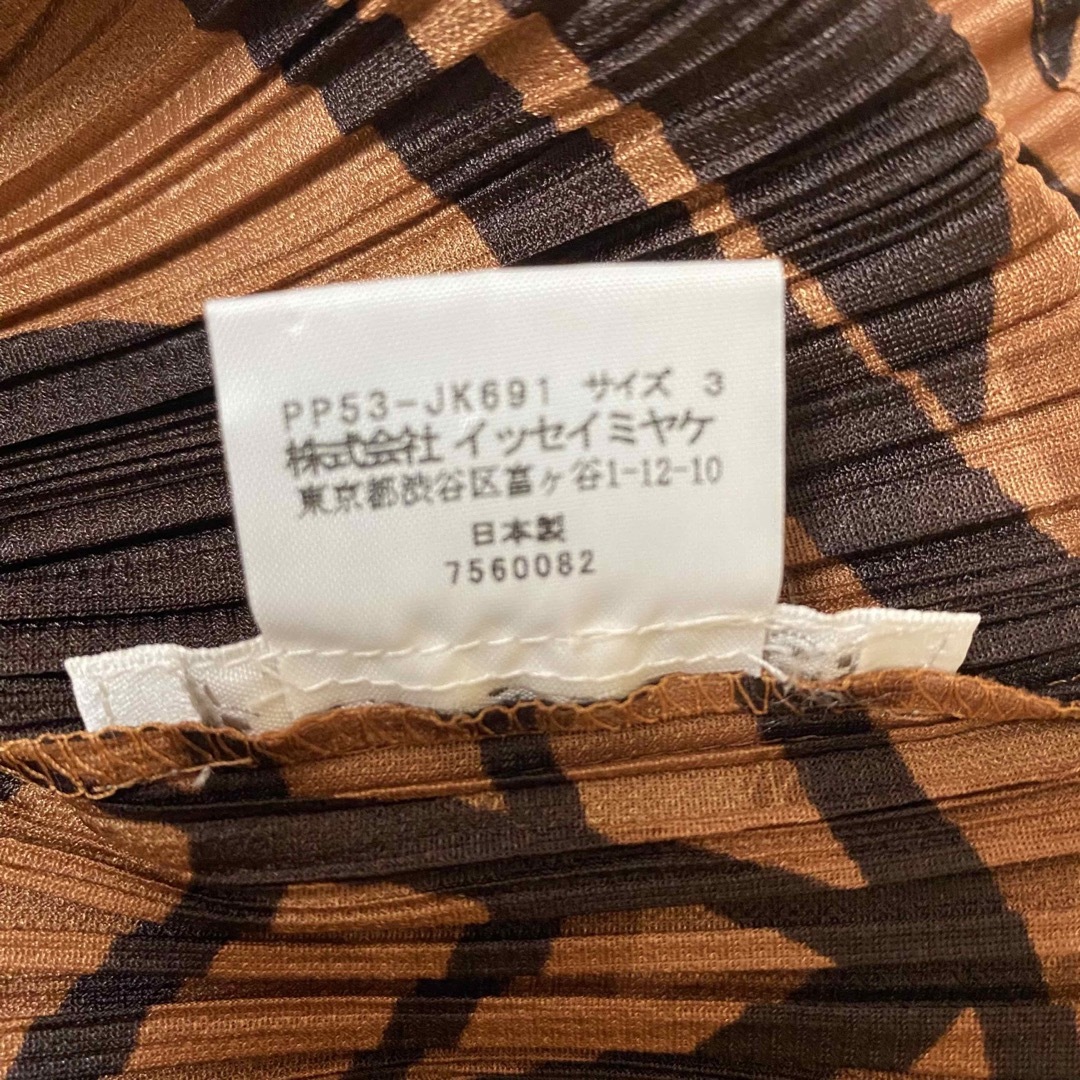 PP53-JK691 サイズ 3
株式会社 イッセイミヤケ
東京都渋谷区富ヶ谷1-12-10
日本製
7560082